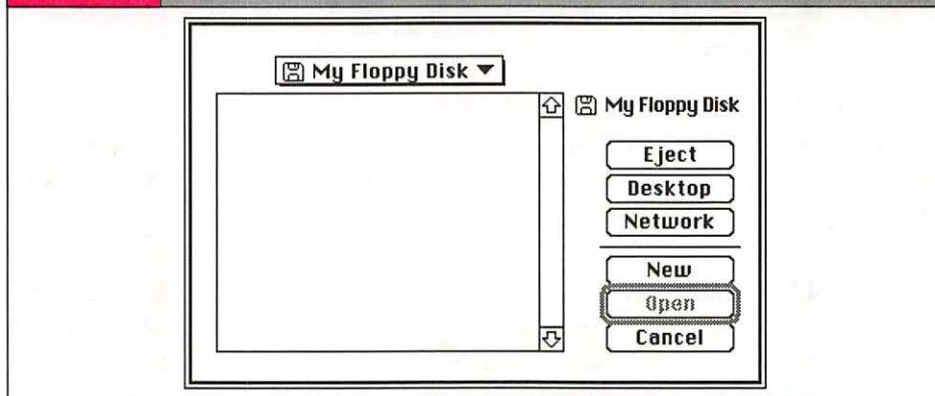 My Floppy Disk
My Floppy Disk
Eject
Desktop
Network
New
Open
Cancel